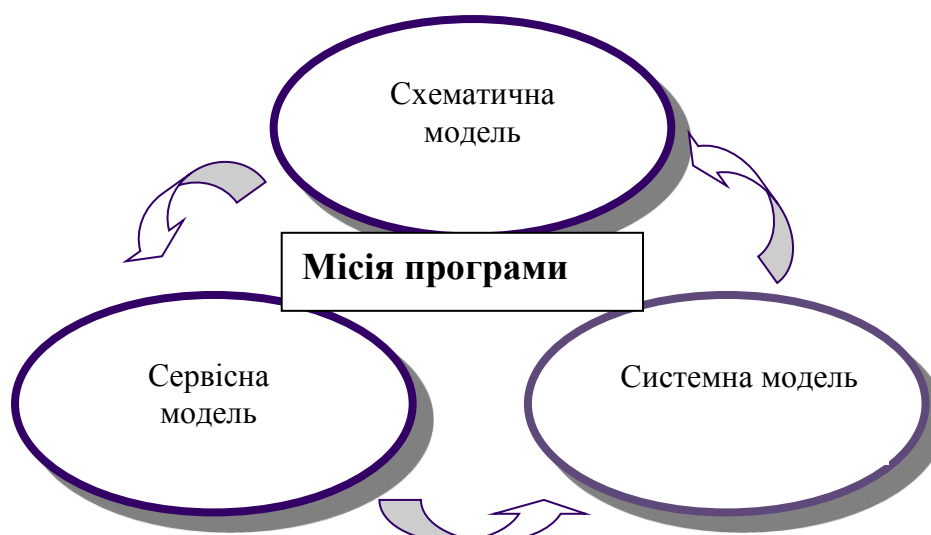 Схематична
модель
Місія програми
Сервісна
модель
Системна модель